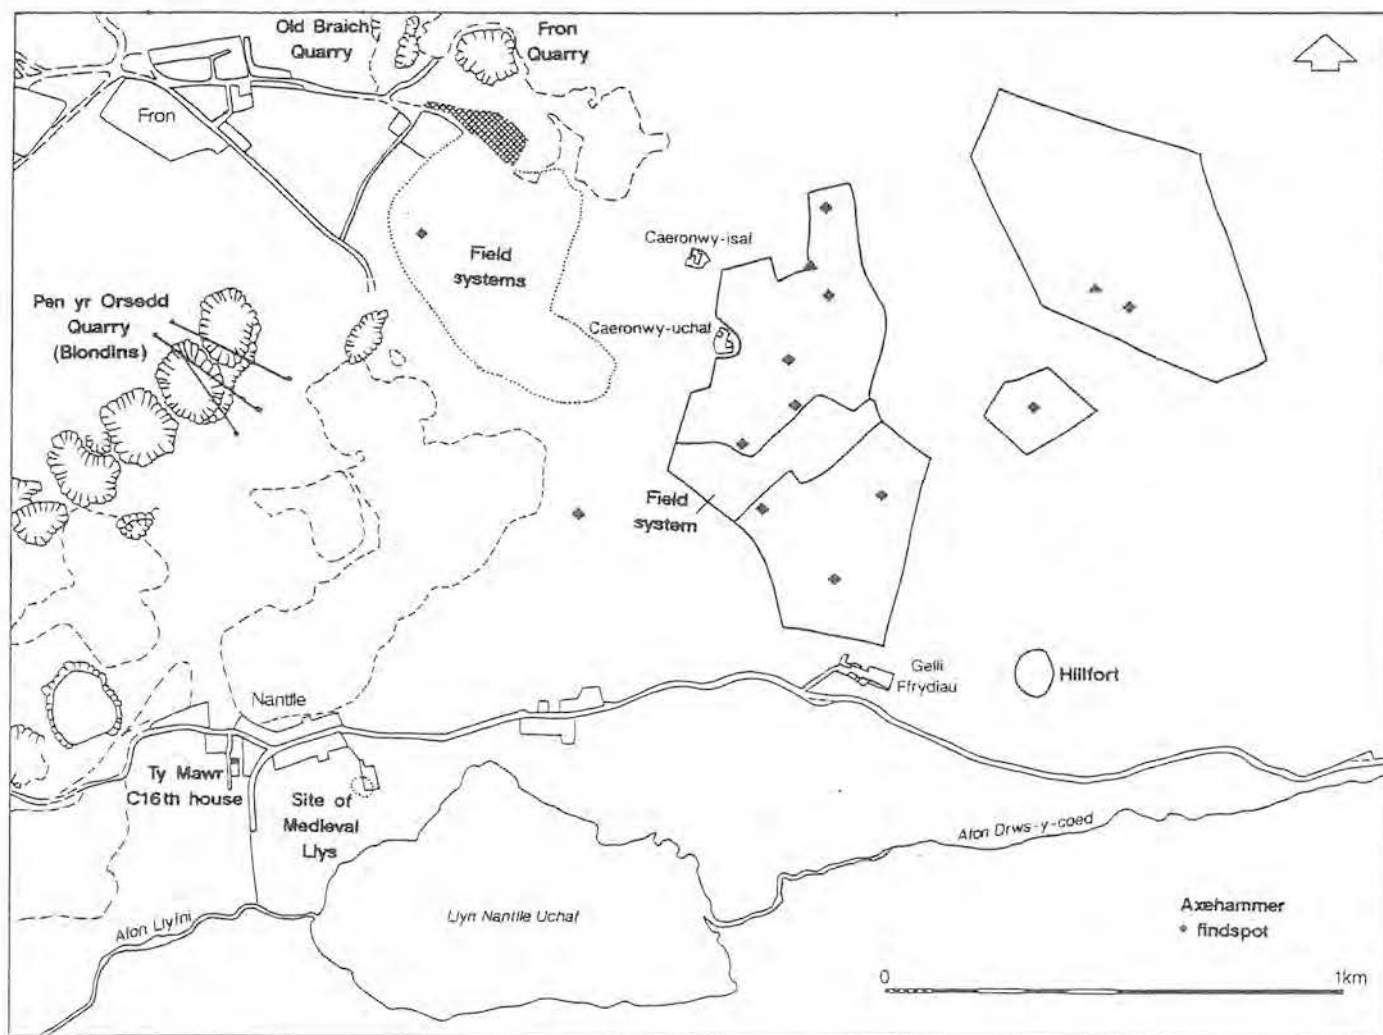 Old Braich
Quarry
Fron
Quarry
Fron
Caeronwy-isaf
Field
systems
Pen yr Orsedd
Quarry
(Blondins)
Caeronwy-uchaf
Field
system
Gelli
Ffrydiau
Hillfort
Nantlle
Ty Mawr
C16th house
Site of
Medieval
Llys
Afon Drws-y-coed
Afon Llyfni
Llyn Nantlle Uchaf
Axehammer
findspot
0
1km